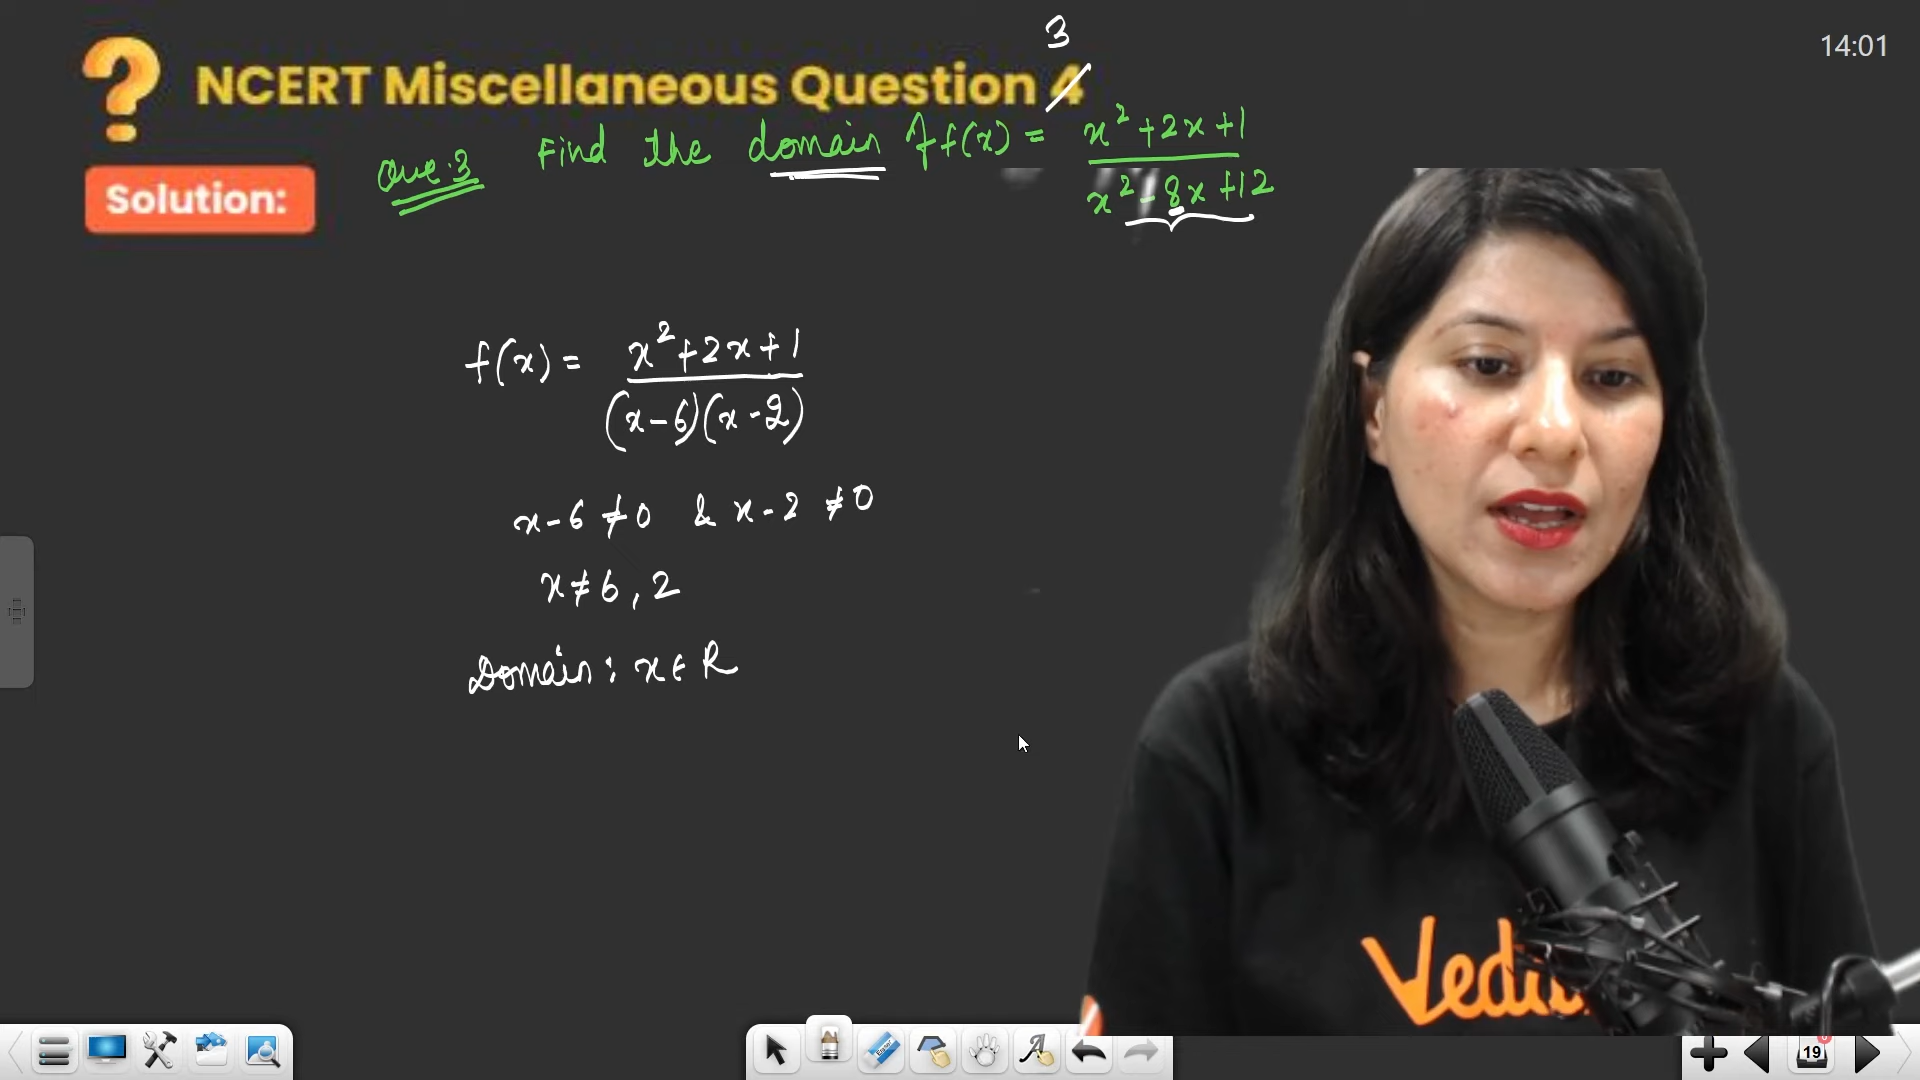 14:01
3
NCERT Miscellaneous Question 4
Que.3 Find the domain of f(x) = x²+2x+1 / x²-8x+12
Solution:
f(x) = x²+2x+1 / (x-6)(x-2)
x-6 ≠ 0 & x-2 ≠ 0
x ≠ 6, 2
Domain : x ∈ R
19